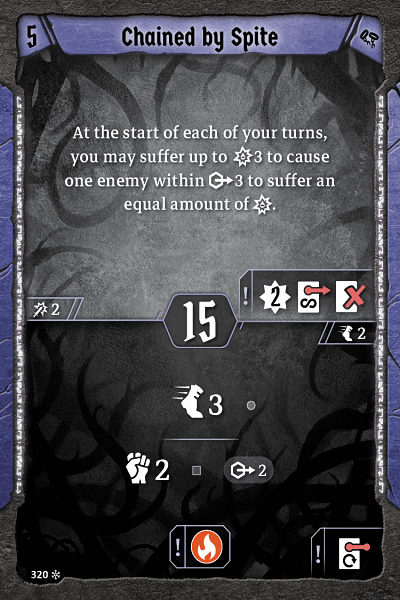 5
Chained by Spite
At the start of each of your turns,
you may suffer up to 3 to cause
one enemy within 3 to suffer an
equal amount of .
! 2
2
15
2
3
2
2
!
!
320